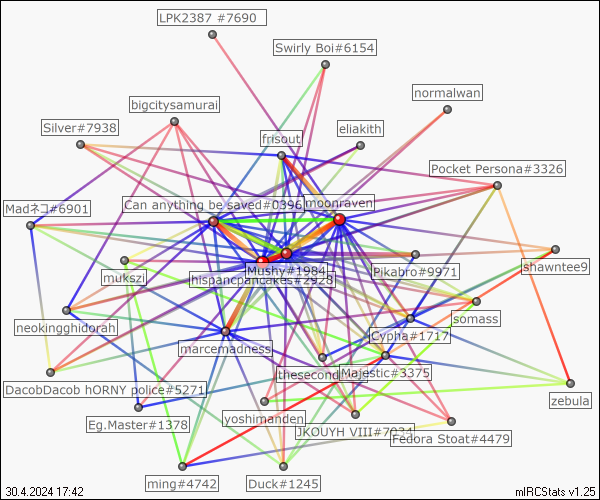 LPK2387 #7690
Swirly Boi#6154
normalwan
bigcitysamurai
Silver#7938
eliakith
frisout
Pocket Persona#3326
Madネコ#6901
Can anything be saved#0396
moonraven
Mushy#1984
Pikabro#9971
shawntee9
mukszi
hispancpancakes#2928
somass
neokingghidorah
Cypha#1717
marcemadness
Majestic#3375
DacobDacob hORNY police#5271
zebula
Eg.Master#1378
yoshimanden
JKOUYH VIII#7034
Fedora Stoat#4479
ming#4742
Duck#1245
30.4.2024 17:42
mIRCStats v1.25